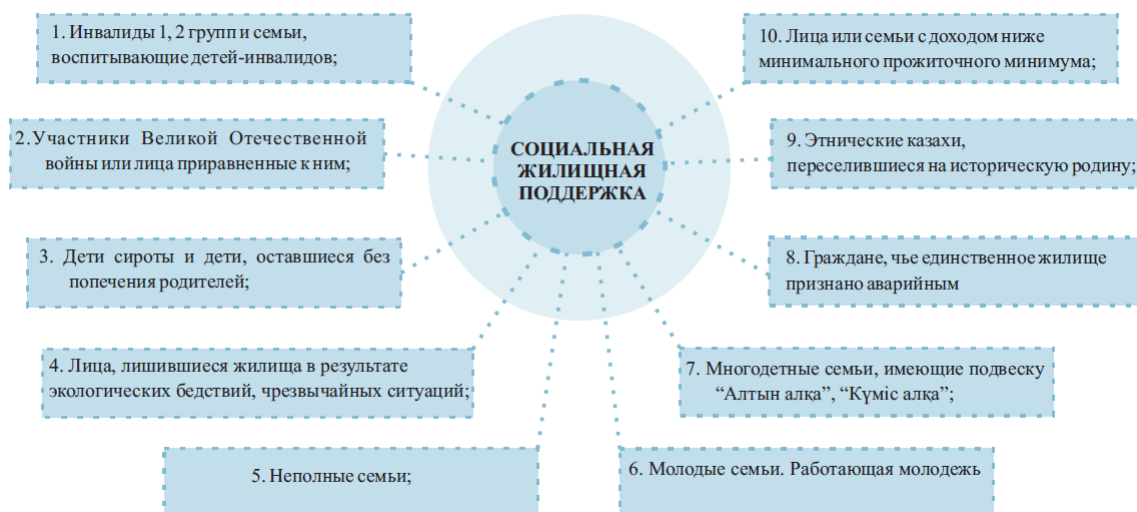 СОЦИАЛЬНАЯ
ЖИЛИЩНАЯ
ПОДДЕРЖКА
1. Инвалиды 1, 2 групп и семьи,
воспитывающие детей-инвалидов;
2.Участники Великой Отечественной
войны или лица приравненные к ним;
3. Дети сироты и дети, оставшиеся без
попечения родителей;
4. Лица, лишившиеся жилища в результате
экологических бедствий, чрезвычайных ситуаций;
5. Неполные семьи;
6. Молодые семьи. Работающая молодежь
7. Многодетные семьи, имеющие подвеску
“Алтын алқа”, “Күміс алқа”;
8. Граждане, чье единственное жилище
признано аварийным
9. Этнические казахи,
переселившиеся на историческую родину;
10. Лица или семьи с доходом ниже
минимального прожиточного минимума;